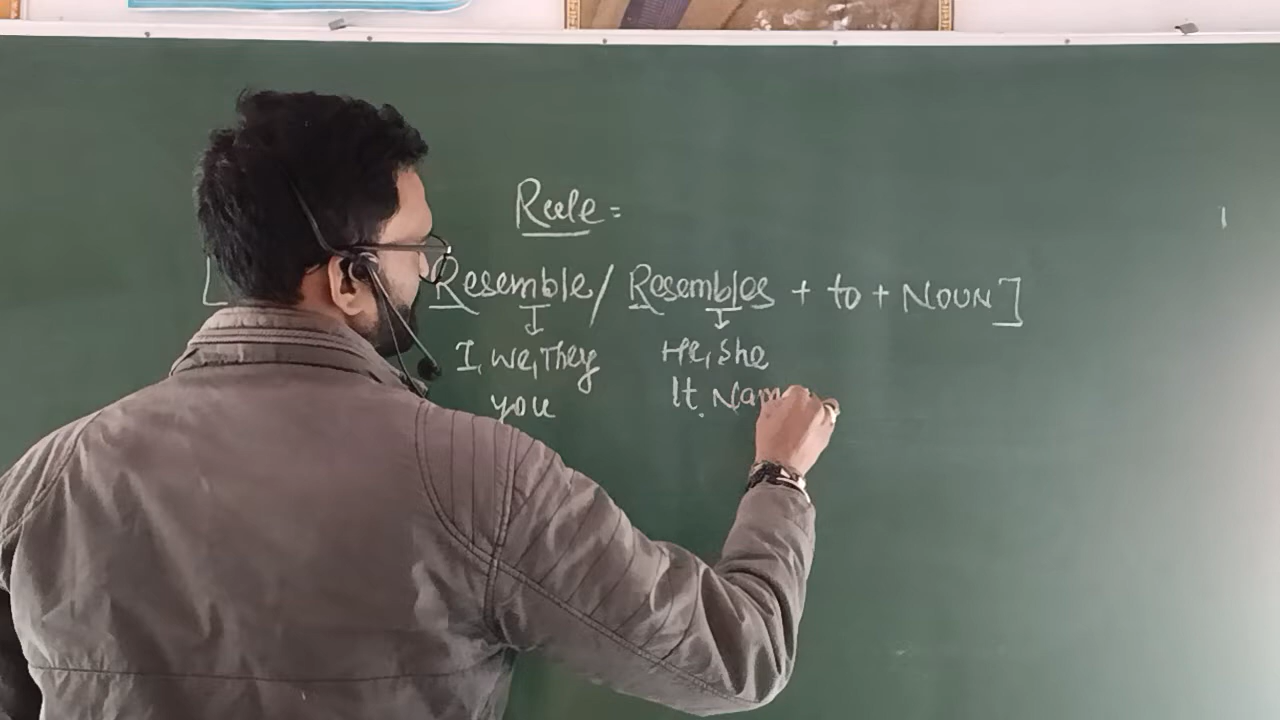 Rule =
[ Resemble / Resembles + to + NOUN ]
I, we, They He, She
you It. Nam